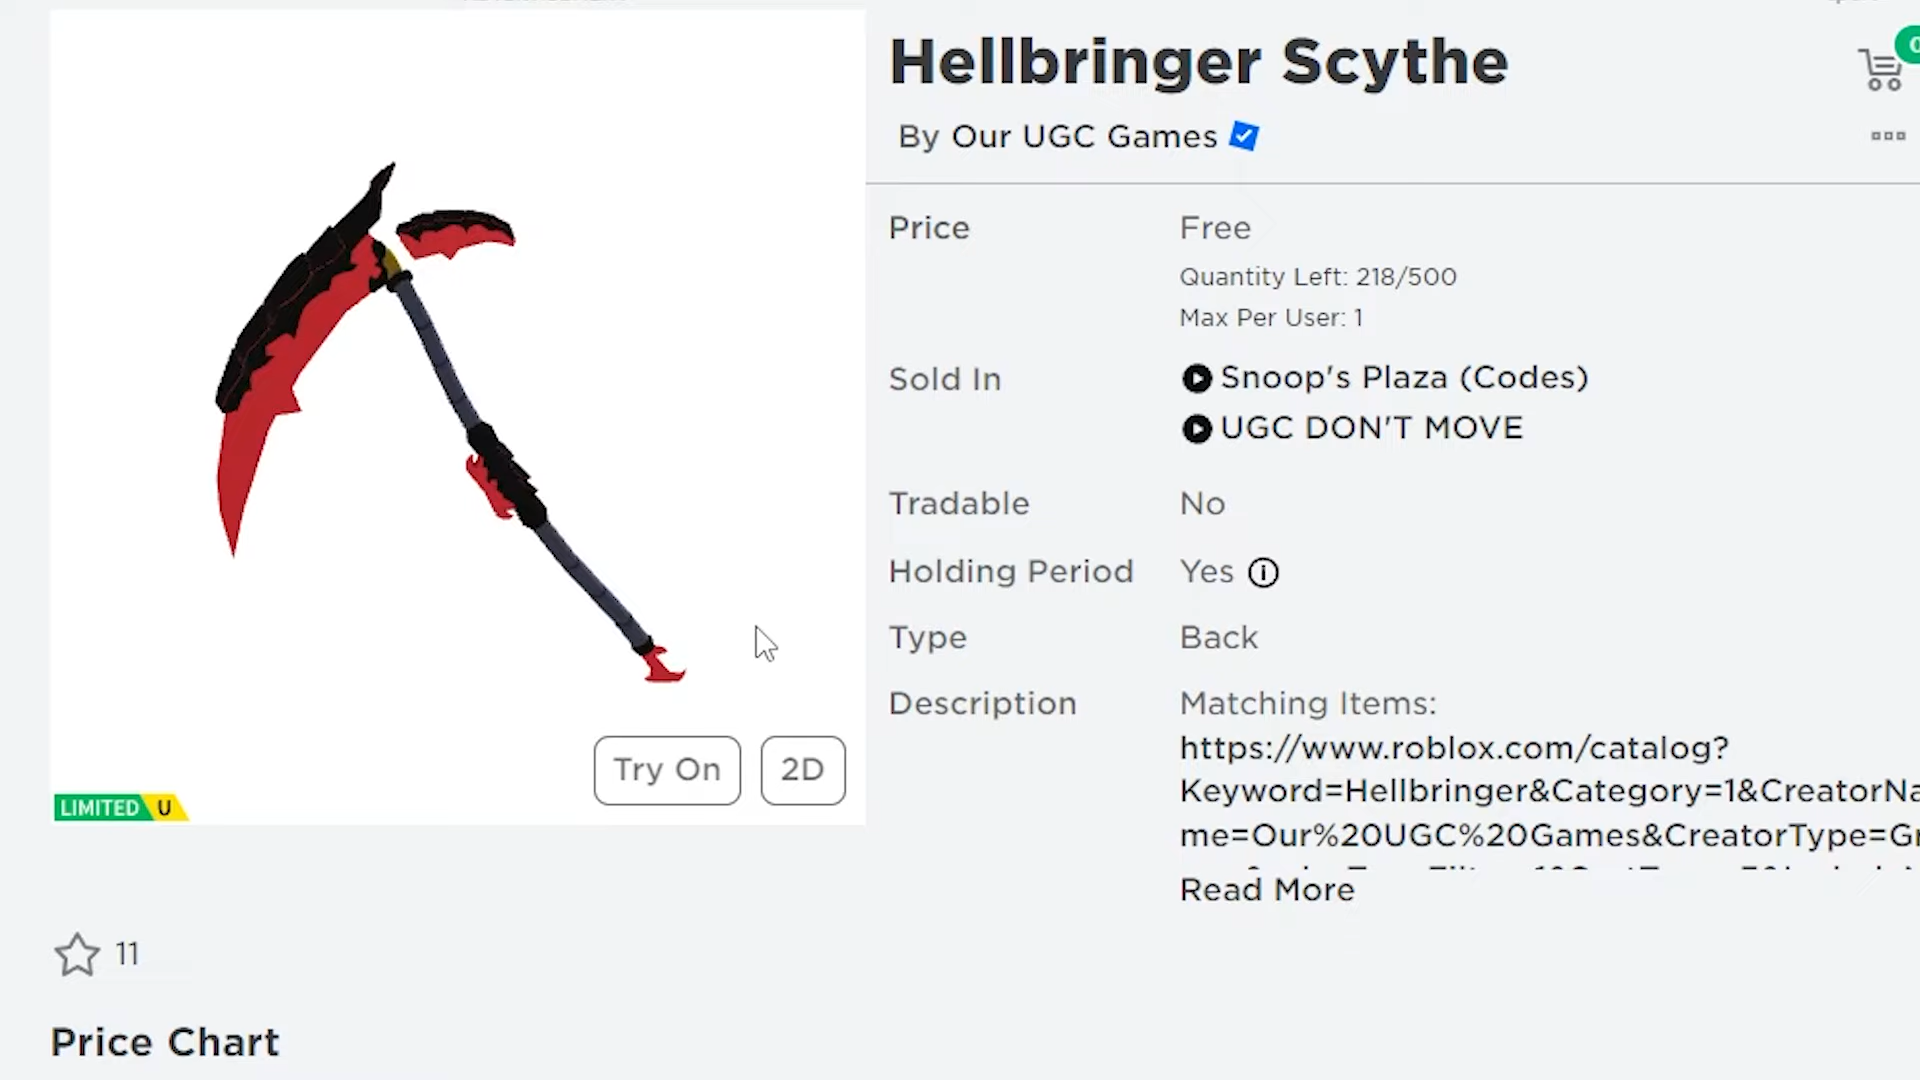 Hellbringer Scythe
By Our UGC Games
Price
Free
Quantity Left: 218/500
Max Per User: 1
Sold In
Snoop's Plaza (Codes)
UGC DON'T MOVE
Tradable
No
Holding Period
Yes
Type
Back
Description
Matching Items:
https://www.roblox.com/catalog?
Keyword=Hellbringer&Category=1&CreatorNa
me=Our%20UGC%20Games&CreatorType=Gr
Read More
Try On
2D
LIMITED U
11
Price Chart